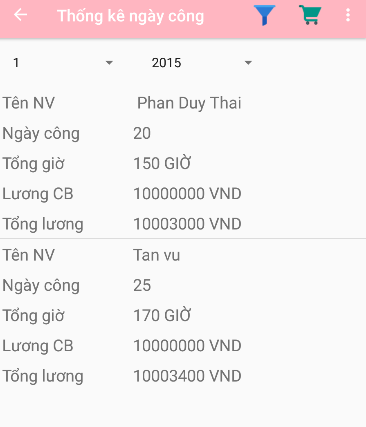 Thống kê ngày công
1 2015
Tên NV Phan Duy Thai
Ngày công 20
Tổng giờ 150 GIỜ
Lương CB 10000000 VND
Tổng lương 10003000 VND
Tên NV Tan vu
Ngày công 25
Tổng giờ 170 GIỜ
Lương CB 10000000 VND
Tổng lương 10003400 VND